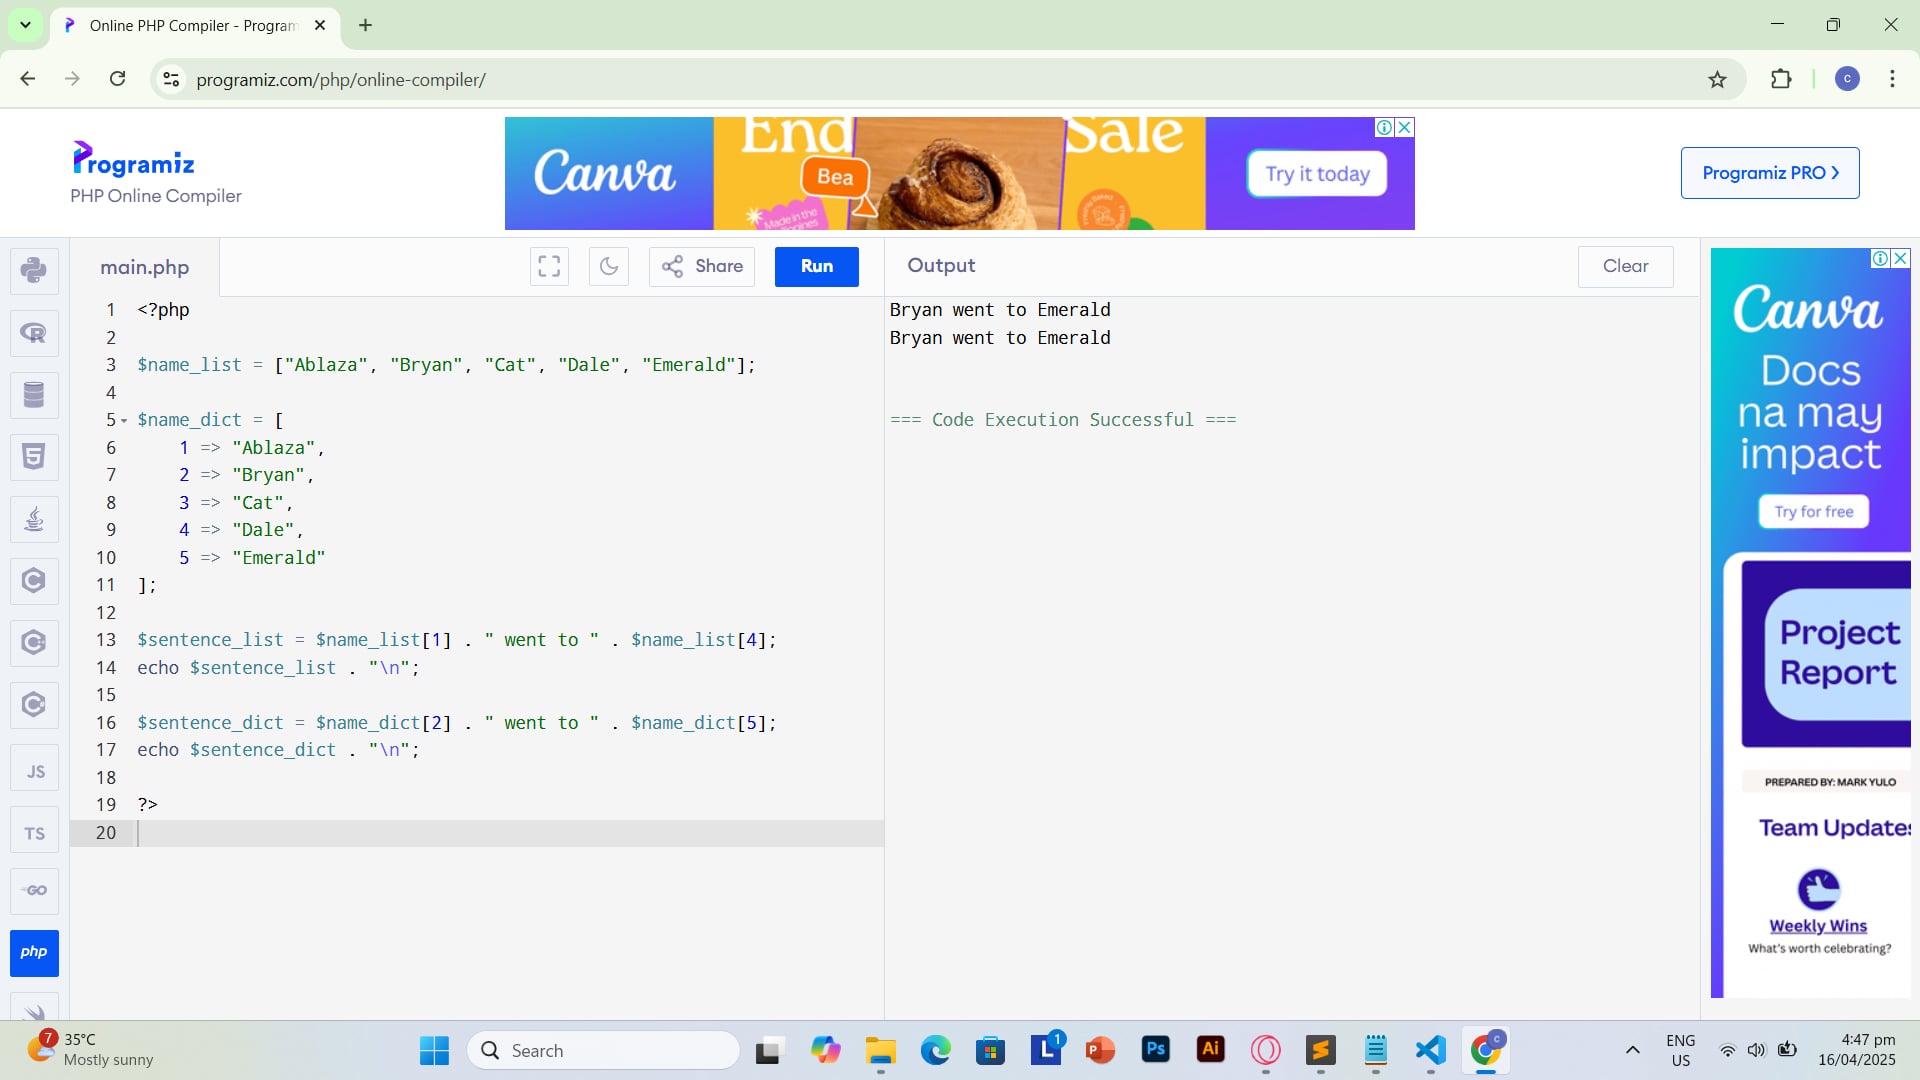 Online PHP Compiler - Program
programiz.com/php/online-compiler/
C
Programiz
PHP Online Compiler
Canva
End
Bea
Made in the
Sale
Try it today
Programiz PRO
main.php
Share
Run
Output
Clear
1 <?php
2
3 $name_list = ["Ablaza", "Bryan", "Cat", "Dale", "Emerald"];
4
5 $name_dict = [
6 1 => "Ablaza",
7 2 => "Bryan",
8 3 => "Cat",
9 4 => "Dale",
10 5 => "Emerald"
11 ];
12
13 $sentence_list = $name_list[1] . " went to " . $name_list[4];
14 echo $sentence_list . "\n";
15
16 $sentence_dict = $name_dict[2] . " went to " . $name_dict[5];
17 echo $sentence_dict . "\n";
18
19 ?>
20
Bryan went to Emerald
Bryan went to Emerald
=== Code Execution Successful ===
R
5
C
C
C
JS
TS
GO
php
Canva
Docs
na may
impact
Try for free
Project
Report
PREPARED BY: MARK YULO
Team Updates
Weekly Wins
What's worth celebrating?
7
35°C
Mostly sunny
Search
L
1
P
Ps
Ai
C
ENG
US
4:47 pm
16/04/2025